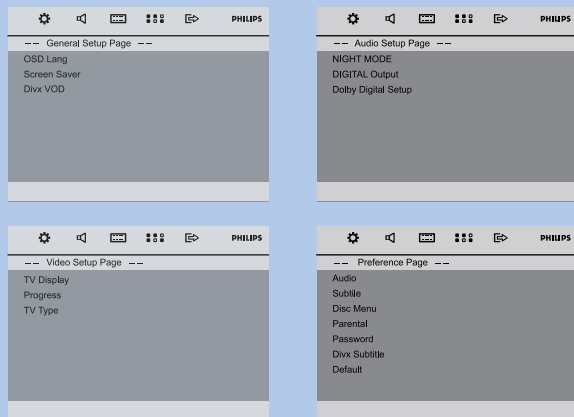 PHILIPS
-- General Setup Page --
OSD Lang
Screen Saver
Divx VOD
PHILIPS
-- Audio Setup Page --
NIGHT MODE
DIGITAL Output
Dolby Digital Setup
PHILIPS
-- Video Setup Page --
TV Display
Progress
TV Type
PHILIPS
-- Preference Page --
Audio
Subtile
Disc Menu
Parental
Password
Divx Subtitle
Default